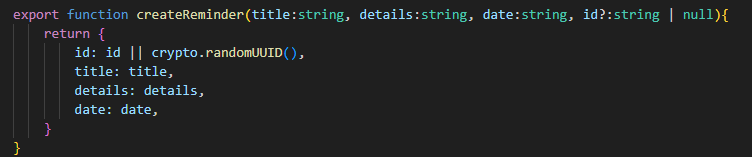 export function createReminder(title:string, details:string, date:string, id?:string | null){
    return {
        id: id || crypto.randomUUID(),
        title: title,
        details: details,
        date: date,
    }
}